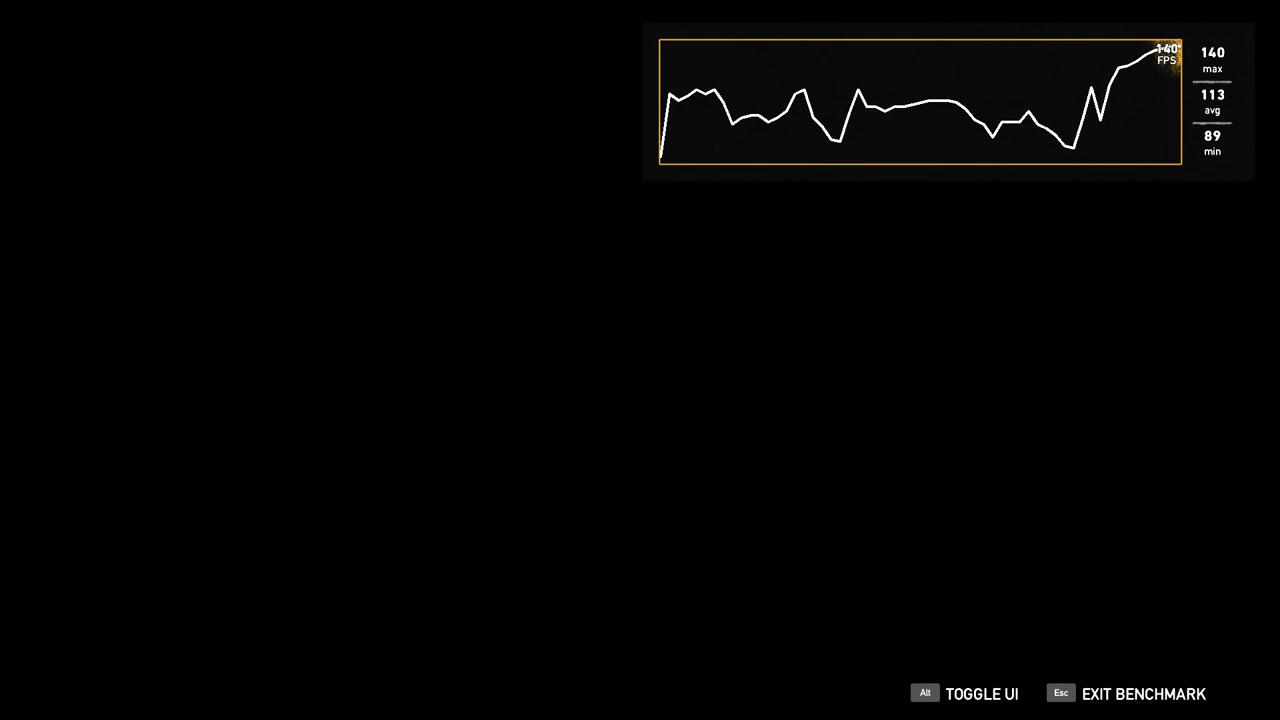 140
FPS
140
max
113
avg
89
min
Alt TOGGLE UI Esc EXIT BENCHMARK